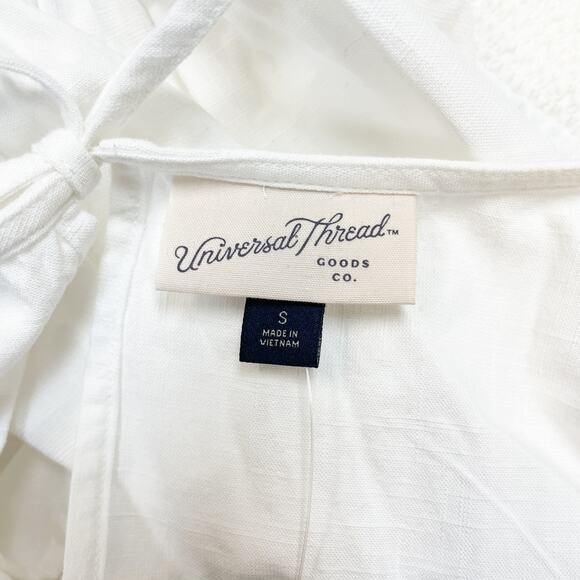 Universal Thread™
GOODS
CO.
S
MADE IN
VIETNAM